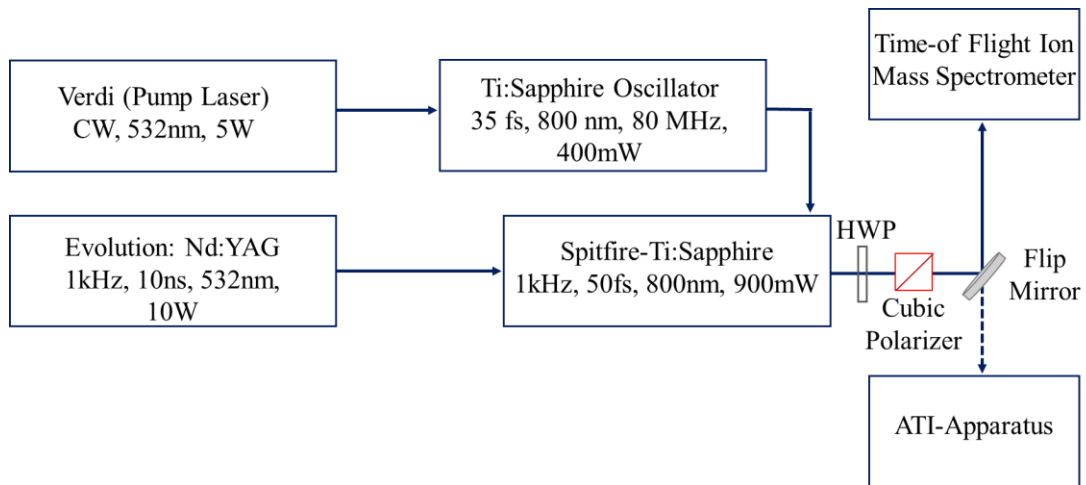 Verdi (Pump Laser)
CW, 532nm, 5W
Ti:Sapphire Oscillator
35 fs, 800 nm, 80 MHz,
400mW
Time-of Flight Ion
Mass Spectrometer
Evolution: Nd:YAG
1kHz, 10ns, 532nm,
10W
Spitfire-Ti:Sapphire
1kHz, 50fs, 800nm, 900mW
HWP
Cubic
Polarizer
Flip
Mirror
ATI-Apparatus